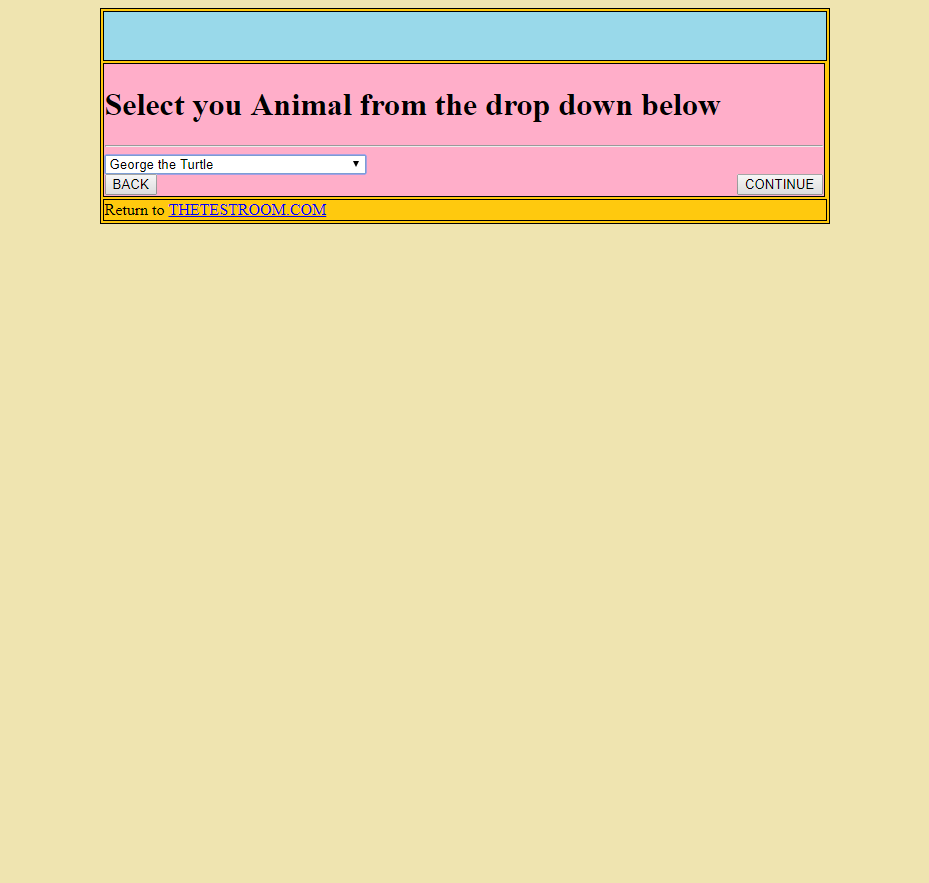 Select you Animal from the drop down below
George the Turtle
BACK CONTINUE
Return to THETESTROOM.COM